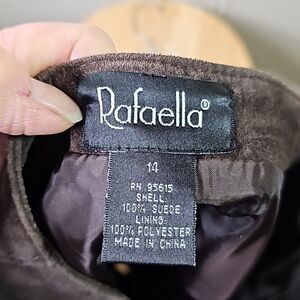 Rafaella®
14
RN 95615
SHELL:
100% SUEDE
LINING:
100% POLYESTER
MADE IN CHINA